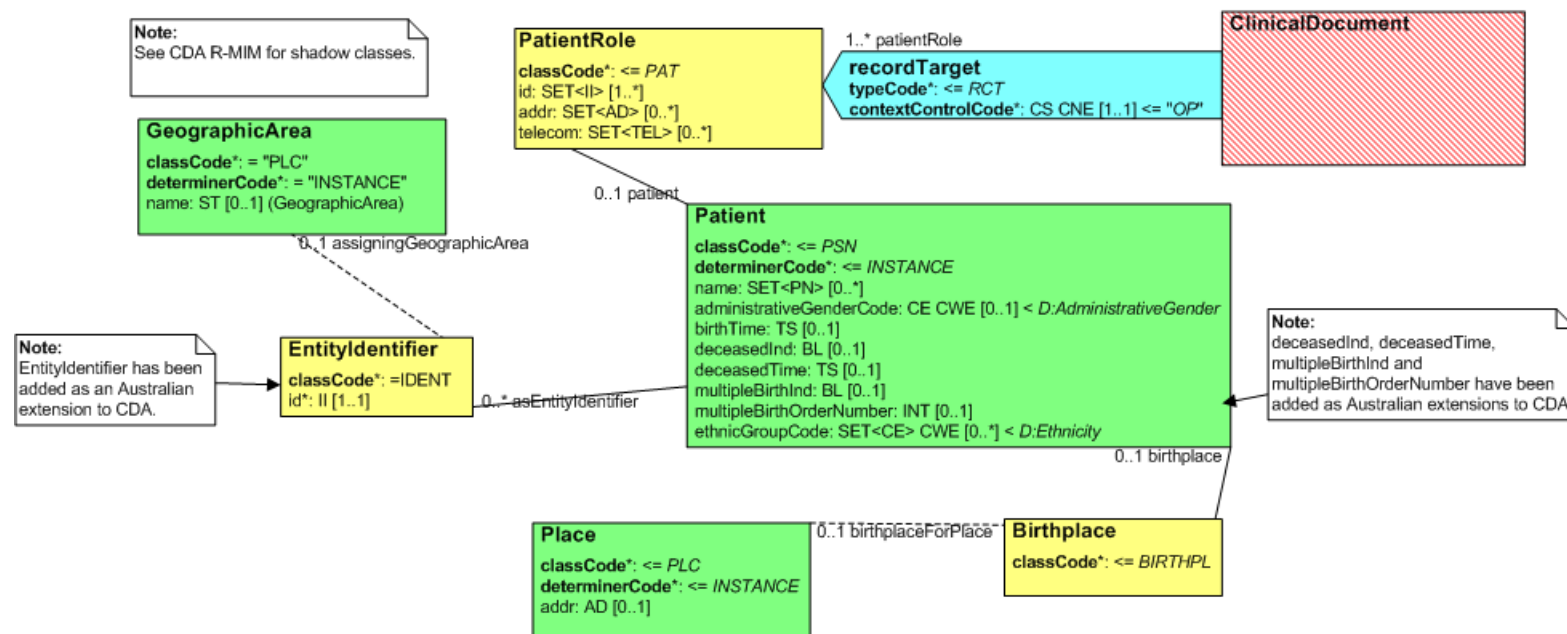 Note:
See CDA R-MIM for shadow classes.
PatientRole
classCode*: <= PAT
id: SET<II> [1..*]
addr: SET<AD> [0..*]
telecom: SET<TEL> [0..*]
1..* patientRole
recordTarget
typeCode*: <= RCT
contextControlCode*: CS CNE [1..1] <= "OP"
ClinicalDocument
GeographicArea
classCode*: = "PLC"
determinerCode*: = "INSTANCE"
name: ST [0..1] (GeographicArea)
0..1 patient
0..1 assigningGeographicArea
Patient
classCode*: <= PSN
determinerCode*: <= INSTANCE
name: SET<PN> [0..*]
administrativeGenderCode: CE CWE [0..1] < D:AdministrativeGender
birthTime: TS [0..1]
deceasedInd: BL [0..1]
deceasedTime: TS [0..1]
multipleBirthInd: BL [0..1]
multipleBirthOrderNumber: INT [0..1]
ethnicGroupCode: SET<CE> CWE [0..*] < D:Ethnicity
Note:
EntityIdentifier has been
added as an Australian
extension to CDA.
EntityIdentifier
classCode*: =IDENT
id*: II [1..1]
0..* asEntityIdentifier
Note:
deceasedInd, deceasedTime,
multipleBirthInd and
multipleBirthOrderNumber have been
added as Australian extensions to CDA
0..1 birthplace
Place
classCode*: <= PLC
determinerCode*: <= INSTANCE
addr: AD [0..1]
0..1 birthplaceForPlace
Birthplace
classCode*: <= BIRTHPL